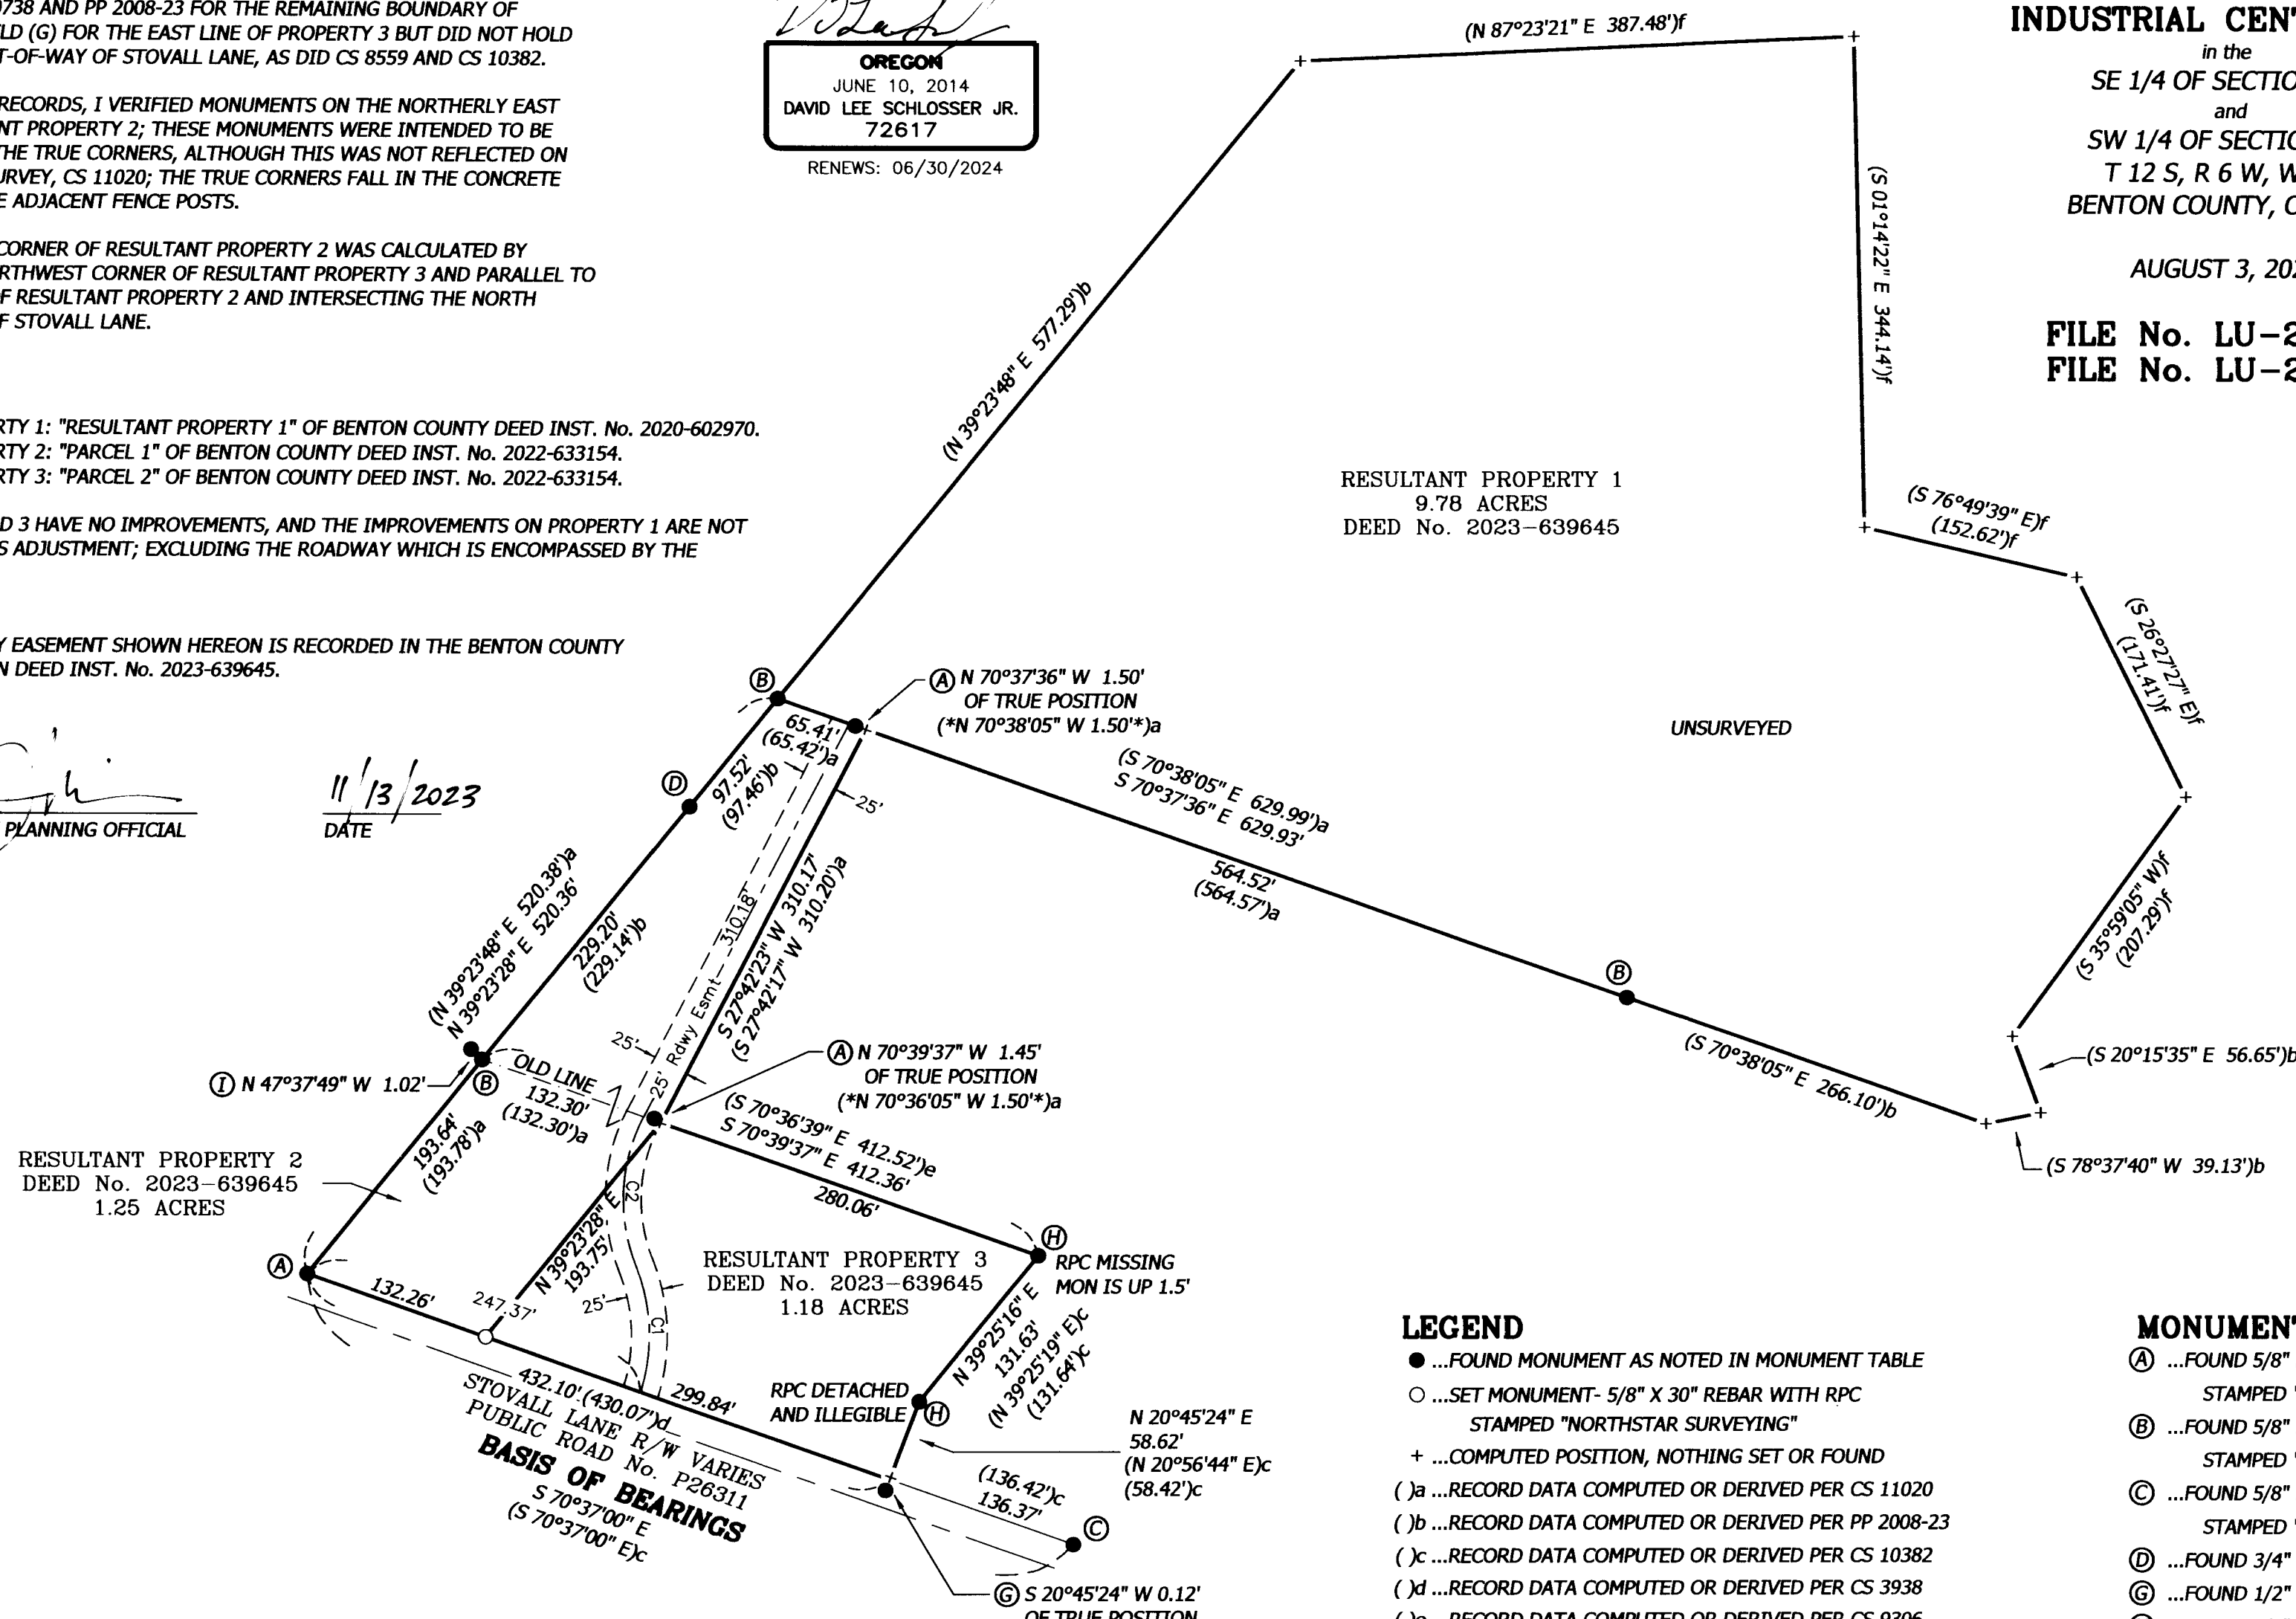 0738 AND PP 2008-23 FOR THE REMAINING BOUNDARY OF
LD (G) FOR THE EAST LINE OF PROPERTY 3 BUT DID NOT HOLD
T-OF-WAY OF STOVALL LANE, AS DID CS 8559 AND CS 10382.
RECORDS, I VERIFIED MONUMENTS ON THE NORTHERLY EAST
NT PROPERTY 2; THESE MONUMENTS WERE INTENDED TO BE
THE TRUE CORNERS, ALTHOUGH THIS WAS NOT REFLECTED ON
URVEY, CS 11020; THE TRUE CORNERS FALL IN THE CONCRETE
E ADJACENT FENCE POSTS.
CORNER OF RESULTANT PROPERTY 2 WAS CALCULATED BY
RTHWEST CORNER OF RESULTANT PROPERTY 3 AND PARALLEL TO
F RESULTANT PROPERTY 2 AND INTERSECTING THE NORTH
F STOVALL LANE.
RTY 1: "RESULTANT PROPERTY 1" OF BENTON COUNTY DEED INST. No. 2020-602970.
RTY 2: "PARCEL 1" OF BENTON COUNTY DEED INST. No. 2022-633154.
RTY 3: "PARCEL 2" OF BENTON COUNTY DEED INST. No. 2022-633154.
D 3 HAVE NO IMPROVEMENTS, AND THE IMPROVEMENTS ON PROPERTY 1 ARE NOT
S ADJUSTMENT; EXCLUDING THE ROADWAY WHICH IS ENCOMPASSED BY THE
Y EASEMENT SHOWN HEREON IS RECORDED IN THE BENTON COUNTY
N DEED INST. No. 2023-639645.
PLANNING OFFICIAL
11/13/2023
DATE
OREGON
JUNE 10, 2014
DAVID LEE SCHLOSSER JR.
72617
RENEWS: 06/30/2024
INDUSTRIAL CENT
in the
SE 1/4 OF SECTIO
and
SW 1/4 OF SECTIO
T 12 S, R 6 W, W
BENTON COUNTY, O
AUGUST 3, 202
FILE No. LU-2
FILE No. LU-2
(N 87°23'21" E 387.48')f
(S 01°14'22" E 344.14')f
(N 39°23'48" E 577.29')b
RESULTANT PROPERTY 1
9.78 ACRES
DEED No. 2023-639645
(S 76°49'39" E)f
(152.62')f
(S 26°27'27" E)f
(171.41')f
UNSURVEYED
(S 35°59'05" W)f
(207.29')f
(S 20°15'35" E 56.65')b
(S 78°37'40" W 39.13')b
B
A N 70°37'36" W 1.50'
OF TRUE POSITION
(*N 70°38'05" W 1.50'*)a
65.41'
(65.42')a
D
97.52'
(97.46')b
25'
(S 70°38'05" E 629.99')a
S 70°37'36" E 629.93'
564.52'
(564.57')a
B
(S 70°38'05" E 266.10')b
(N 39°23'48" E 520.38')a
N 39°23'28" E 520.36'
229.20'
(229.14')b
310.18'
25' Rdwy Esmt
S 27°42'23" W 310.17'
(S 27°42'17" W 310.20')a
25'
I N 47°37'49" W 1.02'
B
OLD LINE
132.30'
(132.30')a
A N 70°39'37" W 1.45'
OF TRUE POSITION
(*N 70°36'05" W 1.50'*)a
(S 70°36'39" E 412.52')e
S 70°39'37" E 412.36'
280.06'
193.64'
(193.78')a
RESULTANT PROPERTY 2
DEED No. 2023-639645
1.25 ACRES
C2
N 39°23'28" E
193.75'
RESULTANT PROPERTY 3
DEED No. 2023-639645
1.18 ACRES
H
RPC MISSING
MON IS UP 1.5'
A
132.26'
247.37'
25'
C1
N 39°25'16" E
131.63'
(N 39°25'19" E)c
(131.64')c
RPC DETACHED
AND ILLEGIBLE
H
N 20°45'24" E
58.62'
(N 20°56'44" E)c
(58.42')c
432.10' (430.07')d
299.84'
STOVALL LANE R/W VARIES
PUBLIC ROAD No. P26311
BASIS OF BEARINGS
S 70°37'00" E
(S 70°37'00" E)c
(136.42')c
136.37'
C
G S 20°45'24" W 0.12'
OF TRUE POSITION
LEGEND
...FOUND MONUMENT AS NOTED IN MONUMENT TABLE
...SET MONUMENT- 5/8" X 30" REBAR WITH RPC
STAMPED "NORTHSTAR SURVEYING"
+ ...COMPUTED POSITION, NOTHING SET OR FOUND
( )a ...RECORD DATA COMPUTED OR DERIVED PER CS 11020
( )b ...RECORD DATA COMPUTED OR DERIVED PER PP 2008-23
( )c ...RECORD DATA COMPUTED OR DERIVED PER CS 10382
( )d ...RECORD DATA COMPUTED OR DERIVED PER CS 3938
( )e ...RECORD DATA COMPUTED OR DERIVED PER CS 9306
MONUMENT
A ...FOUND 5/8"
STAMPED "
B ...FOUND 5/8"
STAMPED "
C ...FOUND 5/8"
STAMPED "
D ...FOUND 3/4"
G ...FOUND 1/2"